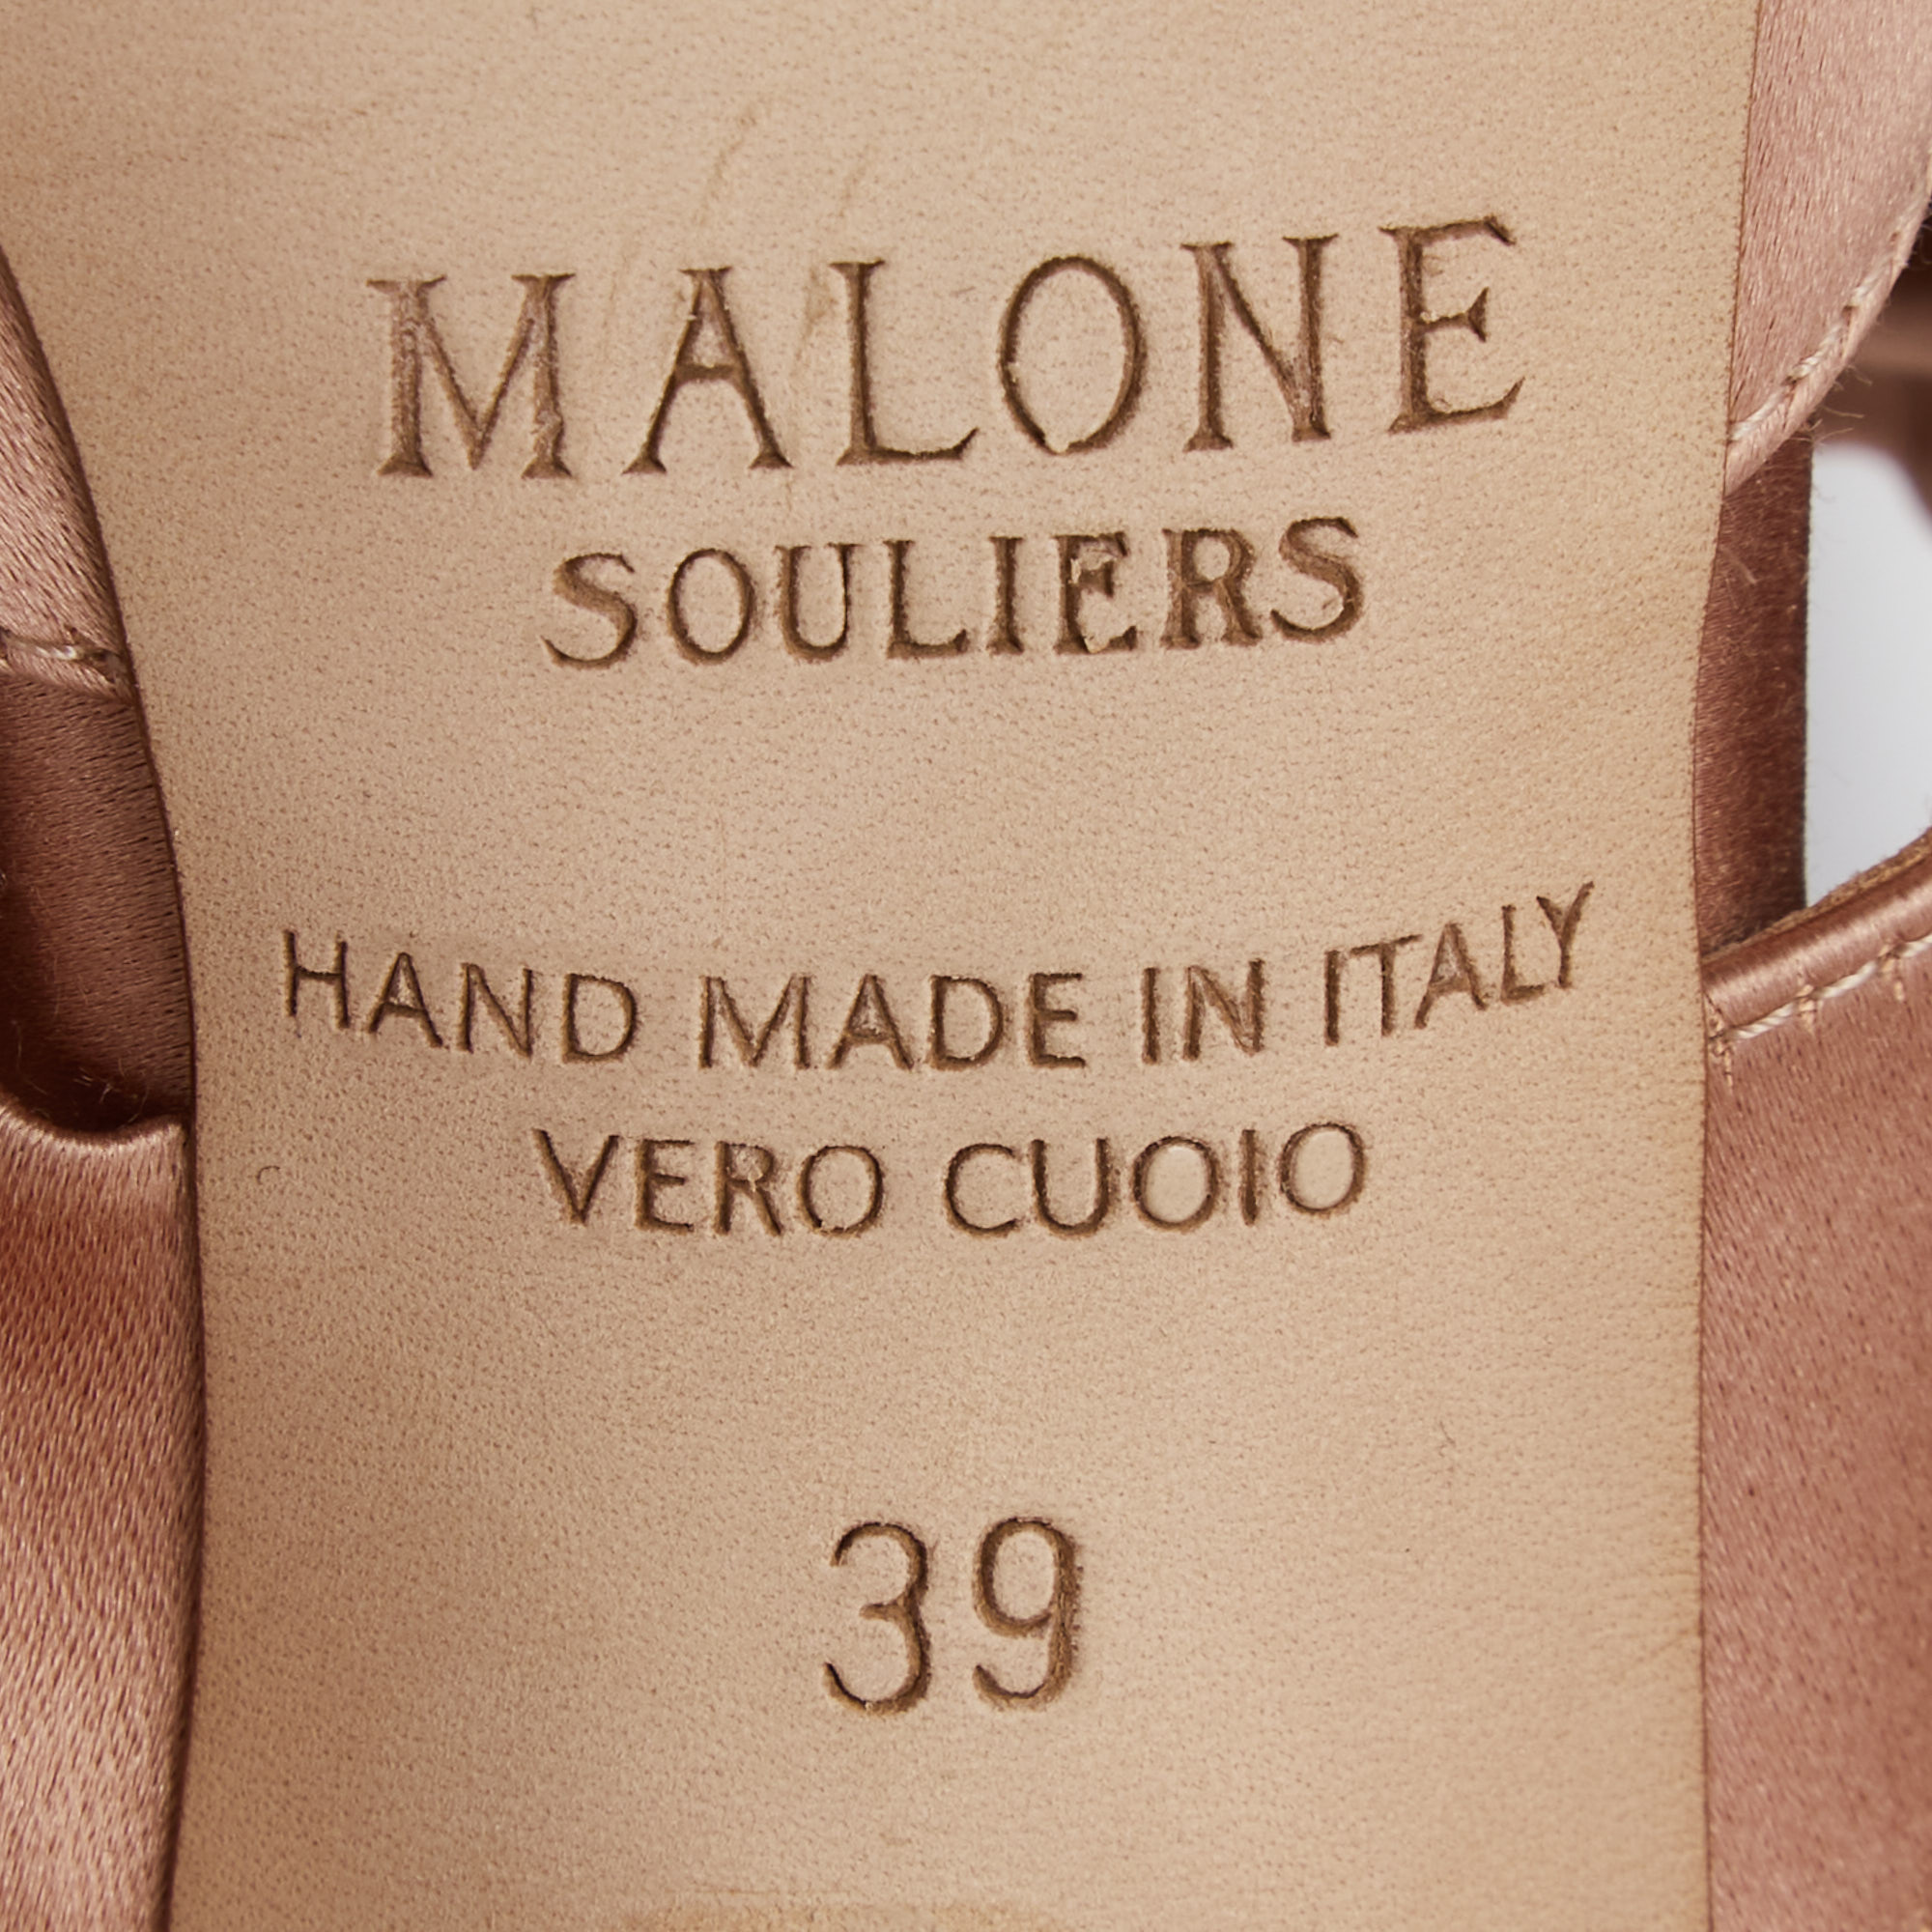 MALONE
SOULIERS
HAND MADE IN ITALY
VERO CUOIO
39